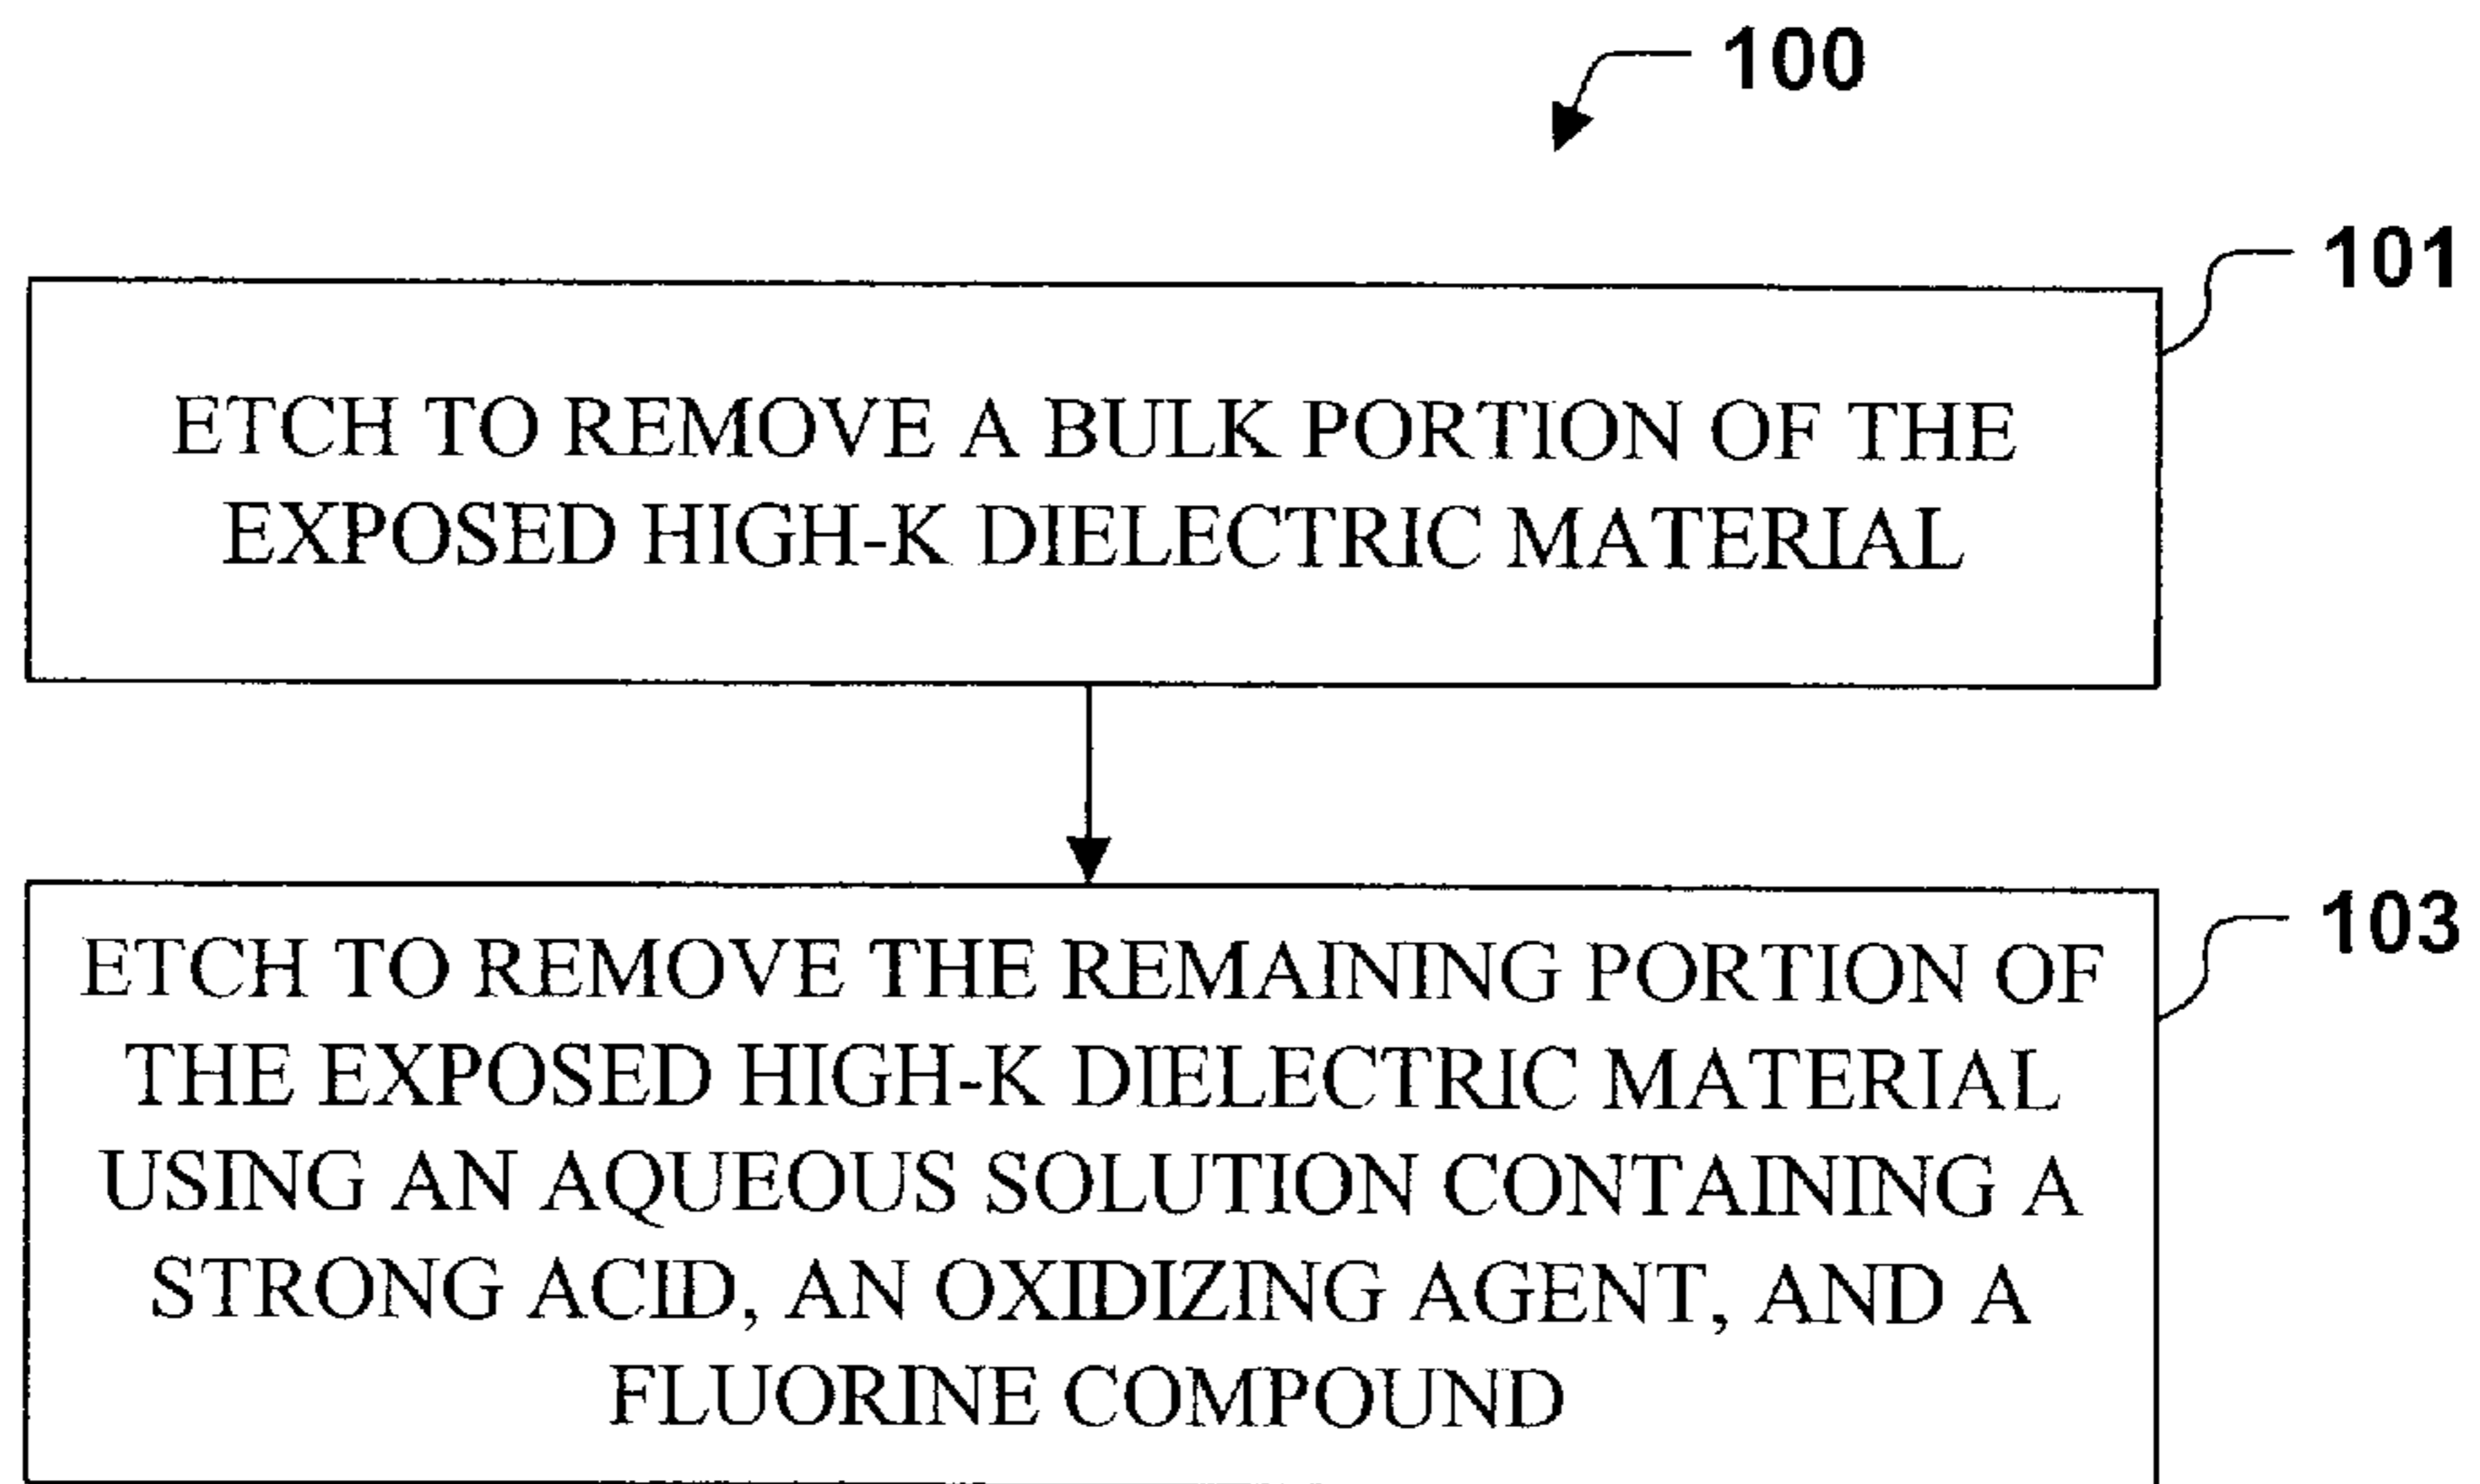 100
101
ETCH TO REMOVE A BULK PORTION OF THE
EXPOSED HIGH-K DIELECTRIC MATERIAL
103
ETCH TO REMOVE THE REMAINING PORTION OF
THE EXPOSED HIGH-K DIELECTRIC MATERIAL
USING AN AQUEOUS SOLUTION CONTAINING A
STRONG ACID, AN OXIDIZING AGENT, AND A
FLUORINE COMPOUND